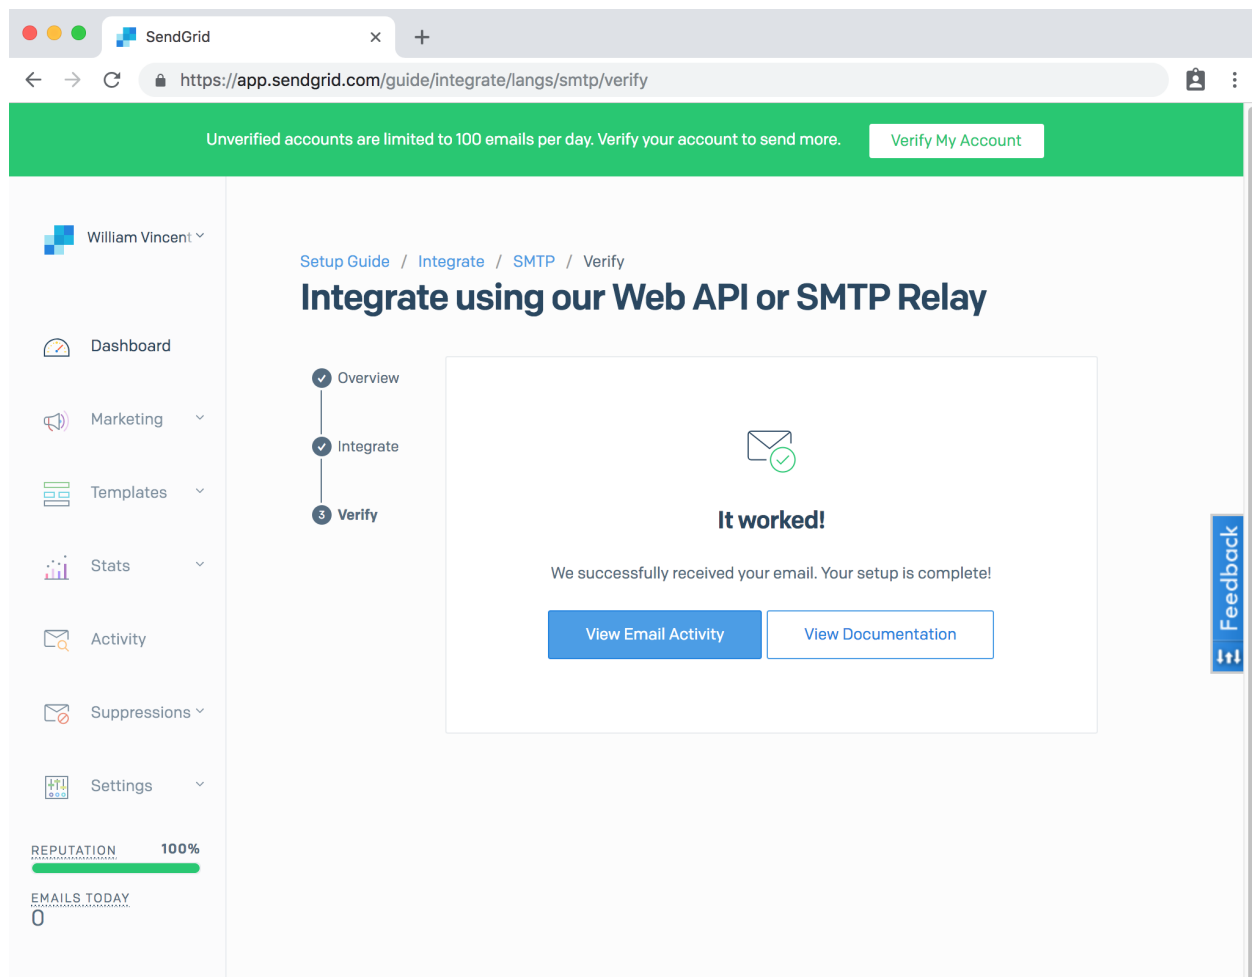 SendGrid
https://app.sendgrid.com/guide/integrate/langs/smtp/verify
Unverified accounts are limited to 100 emails per day. Verify your account to send more.
Verify My Account
William Vincent
Setup Guide / Integrate / SMTP / Verify
Integrate using our Web API or SMTP Relay
Dashboard
Marketing
Templates
Stats
Activity
Suppressions
Settings
REPUTATION 100%
EMAILS TODAY
0
Overview
Integrate
3 Verify
It worked!
We successfully received your email. Your setup is complete!
View Email Activity
View Documentation
Feedback